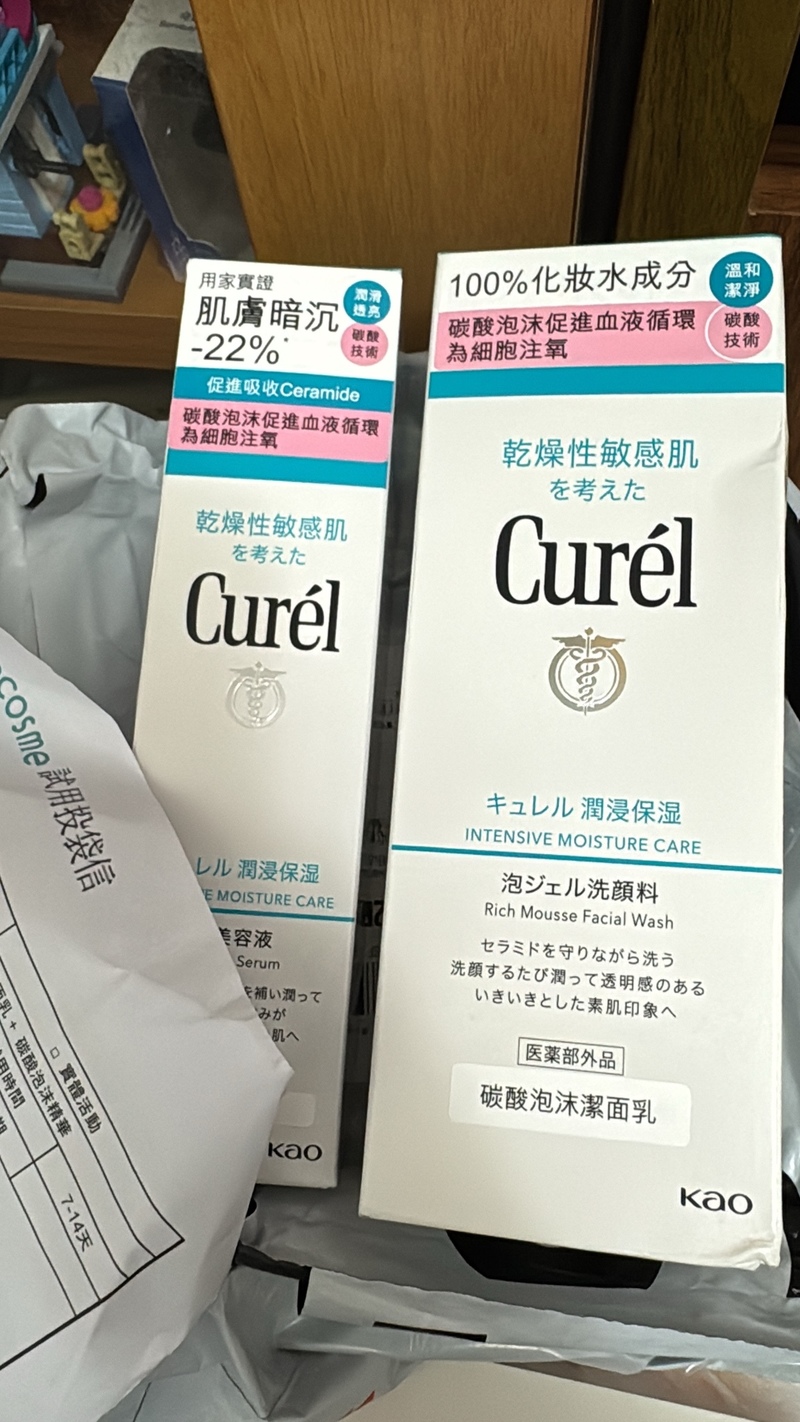 用家實證
肌膚暗沉
-22%*
潤滑
透亮
碳酸
技術
促進吸收Ceramide
碳酸泡沫促進血液循環
為細胞注氧
乾燥性敏感肌
を考えた
Curél
レル 潤浸保湿
E MOISTURE CARE
美容液
Serum
を補い潤って
みが
肌へ
Kao
100%化妝水成分
溫和
潔淨
碳酸泡沫促進血液循環
為細胞注氧
碳酸
技術
乾燥性敏感肌
を考えた
Curél
キュレル 潤浸保湿
INTENSIVE MOISTURE CARE
泡ジェル洗顔料
Rich Mousse Facial Wash
セラミドを守りながら洗う
洗顔するたび潤って透明感のある
いきいきとした素肌印象へ
医薬部外品
碳酸泡沫潔面乳
Kao
cosme 試用投袋信
實體活動
面乳 + 碳酸泡沫精華
用時間
7-14天